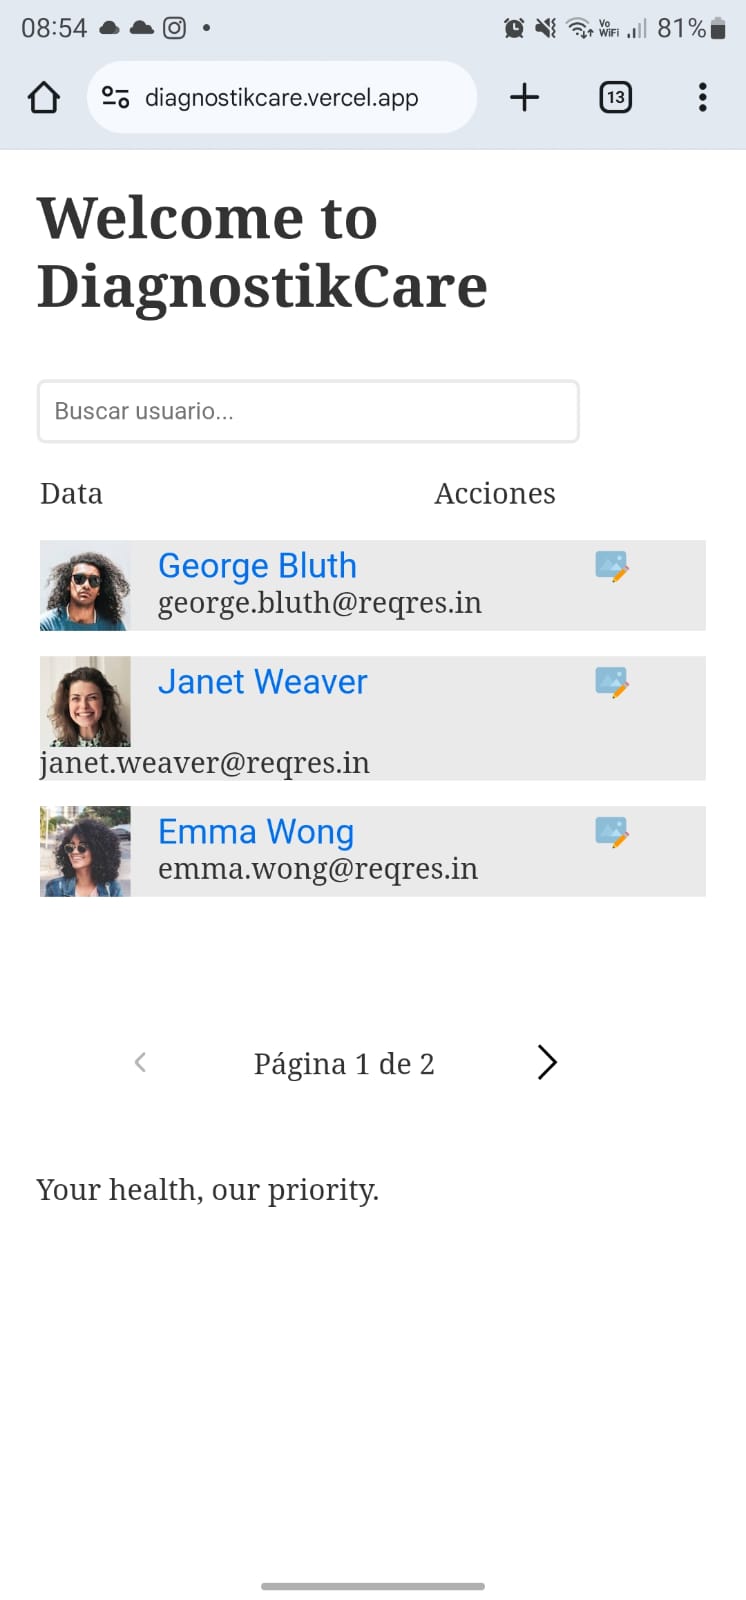 08:54
Vo WiFi
81%
diagnostikcare.vercel.app
13
Welcome to
DiagnostikCare
Buscar usuario...
Data Acciones
George Bluth
george.bluth@reqres.in
Janet Weaver
janet.weaver@reqres.in
Emma Wong
emma.wong@reqres.in
Página 1 de 2
Your health, our priority.